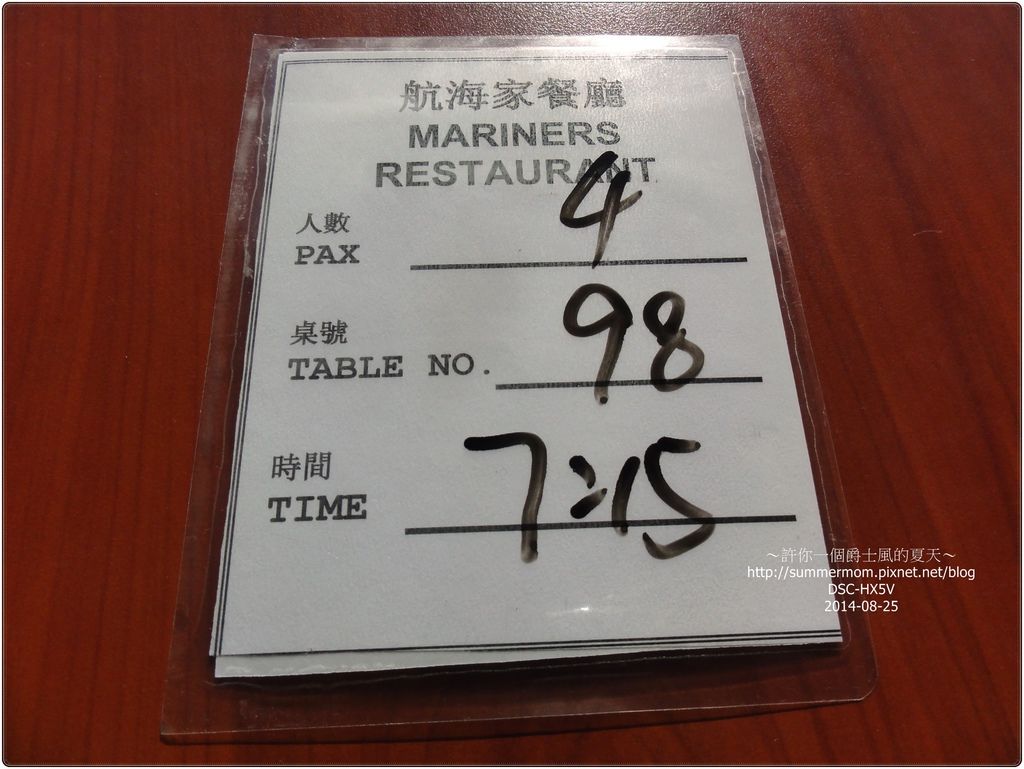 航海家餐廳
MARINERS
RESTAURANT
人數
PAX 4
桌號
TABLE NO. 98
時間
TIME 7:15
～許你一個爵士風的夏天～
http://summermom.pixnet.net/blog
DSC-HX5V
2014-08-25